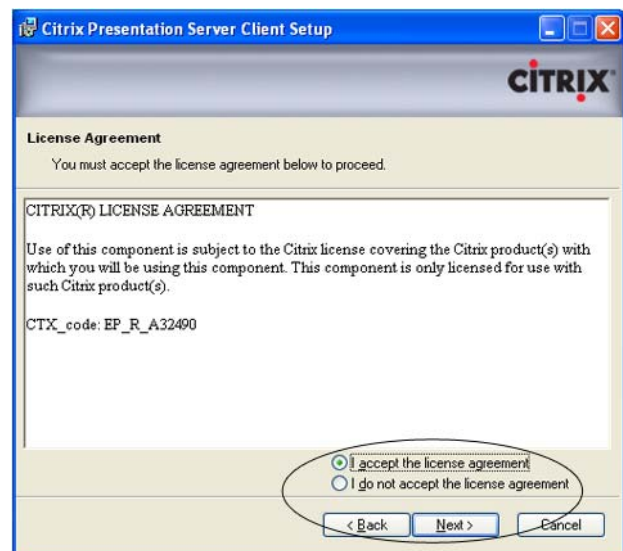 Citrix Presentation Server Client Setup
CITRIX
License Agreement
You must accept the license agreement below to proceed.
CITRIX(R) LICENSE AGREEMENT
Use of this component is subject to the Citrix license covering the Citrix product(s) with
which you will be using this component. This component is only licensed for use with
such Citrix product(s).
CTX_code: EP_R_A32490
I accept the license agreement
I do not accept the license agreement
< Back
Next >
Cancel